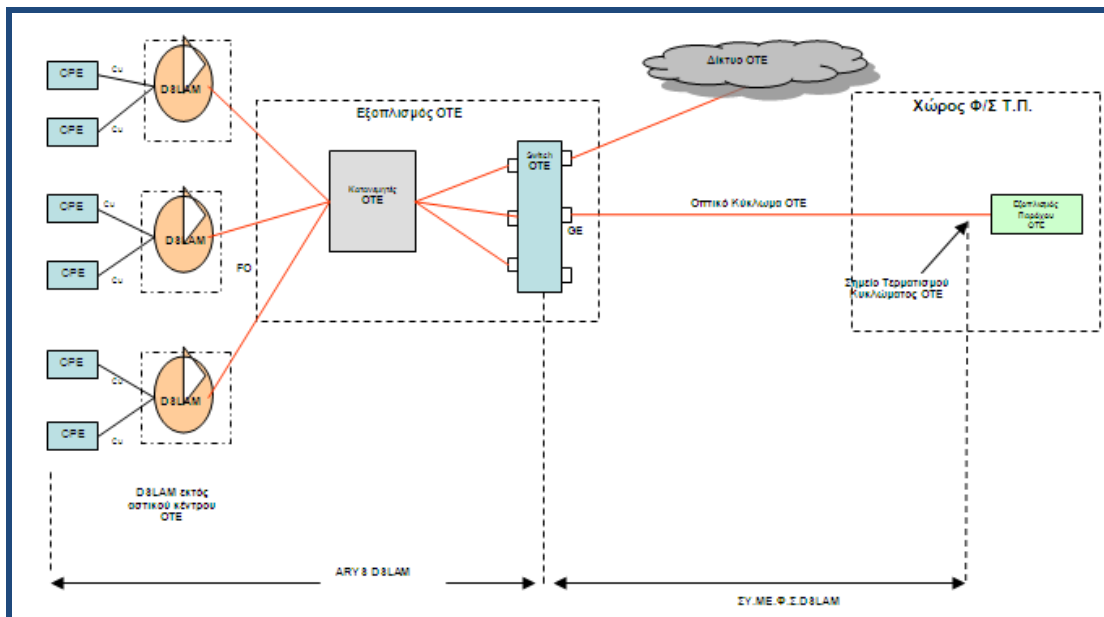 CPE
Cu
DSLAM
CPE
Cu
CPE
Cu
DSLAM
CPE
Cu
CPE
Cu
DSLAM
CPE
Cu
FO
Εξοπλισμός ΟΤΕ
Κατανεμητής
ΟΤΕ
Switch
ΟΤΕ
GE
Δίκτυο ΟΤΕ
Οπτικό Κύκλωμα ΟΤΕ
Χώρος Φ/Σ Τ.Π.
Εξοπλισμός
Παρόχου
ΟΤΕ
Σημείο Τερματισμού
Κυκλώματος ΟΤΕ
DSLAM εκτός
αστικού κέντρου
ΟΤΕ
ARYS DSLAM
ΣΥ.ΜΕ.Φ.Σ.DSLAM